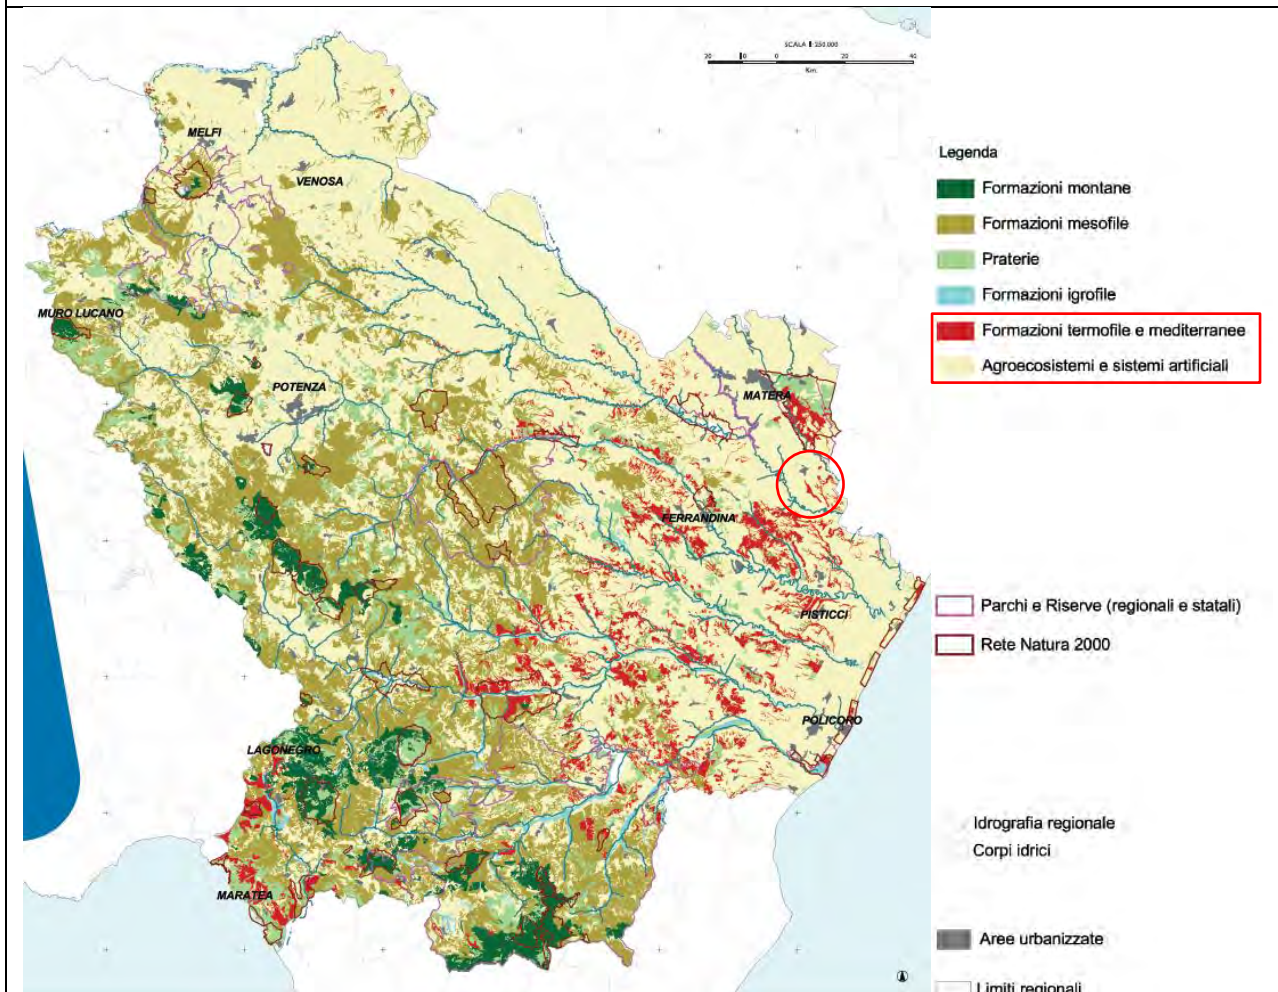 SCALA 1:250.000
20 10 0 20 40
Km.
MELFI
VENOSA
MURO LUCANO
POTENZA
MATERA
FERRANDINA
PISTICCI
POLICORO
LAGONEGRO
MARATEA
Legenda
Formazioni montane
Formazioni mesofile
Praterie
Formazioni igrofile
Formazioni termofile e mediterranee
Agroecosistemi e sistemi artificiali
Parchi e Riserve (regionali e statali)
Rete Natura 2000
Idrografia regionale
Corpi idrici
Aree urbanizzate
Limiti regionali